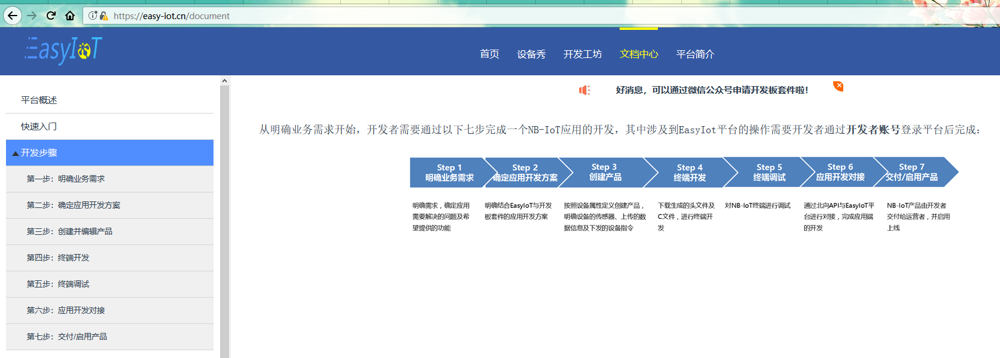 https://easy-iot.cn/document
EasyIoT
首页 设备秀 开发工坊 文档中心 平台简介
好消息，可以通过微信公众号申请开发板套件啦！
平台概述
快速入门
开发步骤
第一步：明确业务需求
第二步：确定应用开发方案
第三步：创建并编辑产品
第四步：终端开发
第五步：终端调试
第六步：应用开发对接
第七步：交付/启用产品
从明确业务需求开始，开发者需要通过以下七步完成一个NB-IoT应用的开发，其中涉及到EasyIot平台的操作需要开发者通过开发者账号登录平台后完成：
Step 1
明确业务需求
Step 2
确定应用开发方案
Step 3
创建产品
Step 4
终端开发
Step 5
终端调试
Step 6
应用开发对接
Step 7
交付/启用产品
明确需求，确定应用
需要解决的问题及希
望提供的功能
明确结合EasyIoT与开发
板套件的应用开发方案
按照设备属性定义创建产品，
明确设备的传感器、上传的数
据信息及下发的设备指令
下载生成的头文件及
C文件，进行终端开
发
对NB-IoT终端进行调试
通过北向API与EasyIoT平
台进行对接，完成应用端
的开发
NB-IoT产品由开发者
交付给运营者，并启用
上线